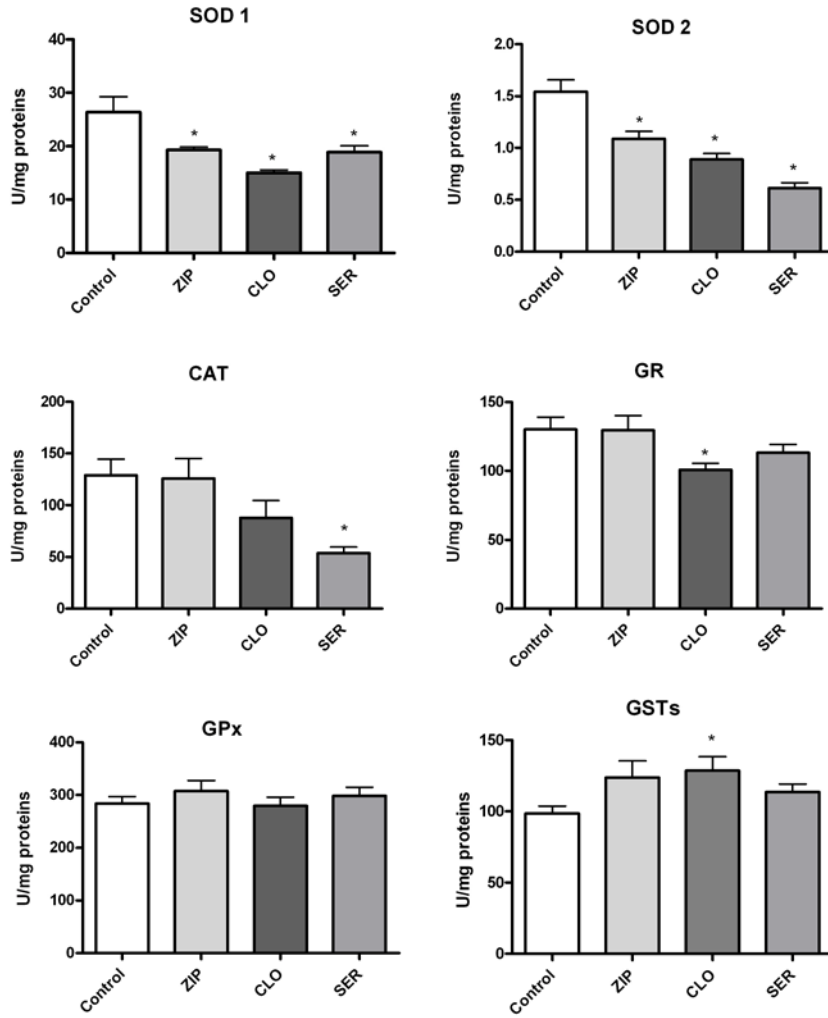 SOD 1
U/mg proteins
40
30
20
10
0
*
*
*
Control
ZIP
CLO
SER
SOD 2
U/mg proteins
2.0
1.5
1.0
0.5
0.0
*
*
*
Control
ZIP
CLO
SER
CAT
U/mg proteins
200
150
100
50
0
*
Control
ZIP
CLO
SER
GR
U/mg proteins
150
100
50
0
*
Control
ZIP
CLO
SER
GPx
U/mg proteins
400
300
200
100
0
Control
ZIP
CLO
SER
GSTs
U/mg proteins
150
100
50
0
*
Control
ZIP
CLO
SER